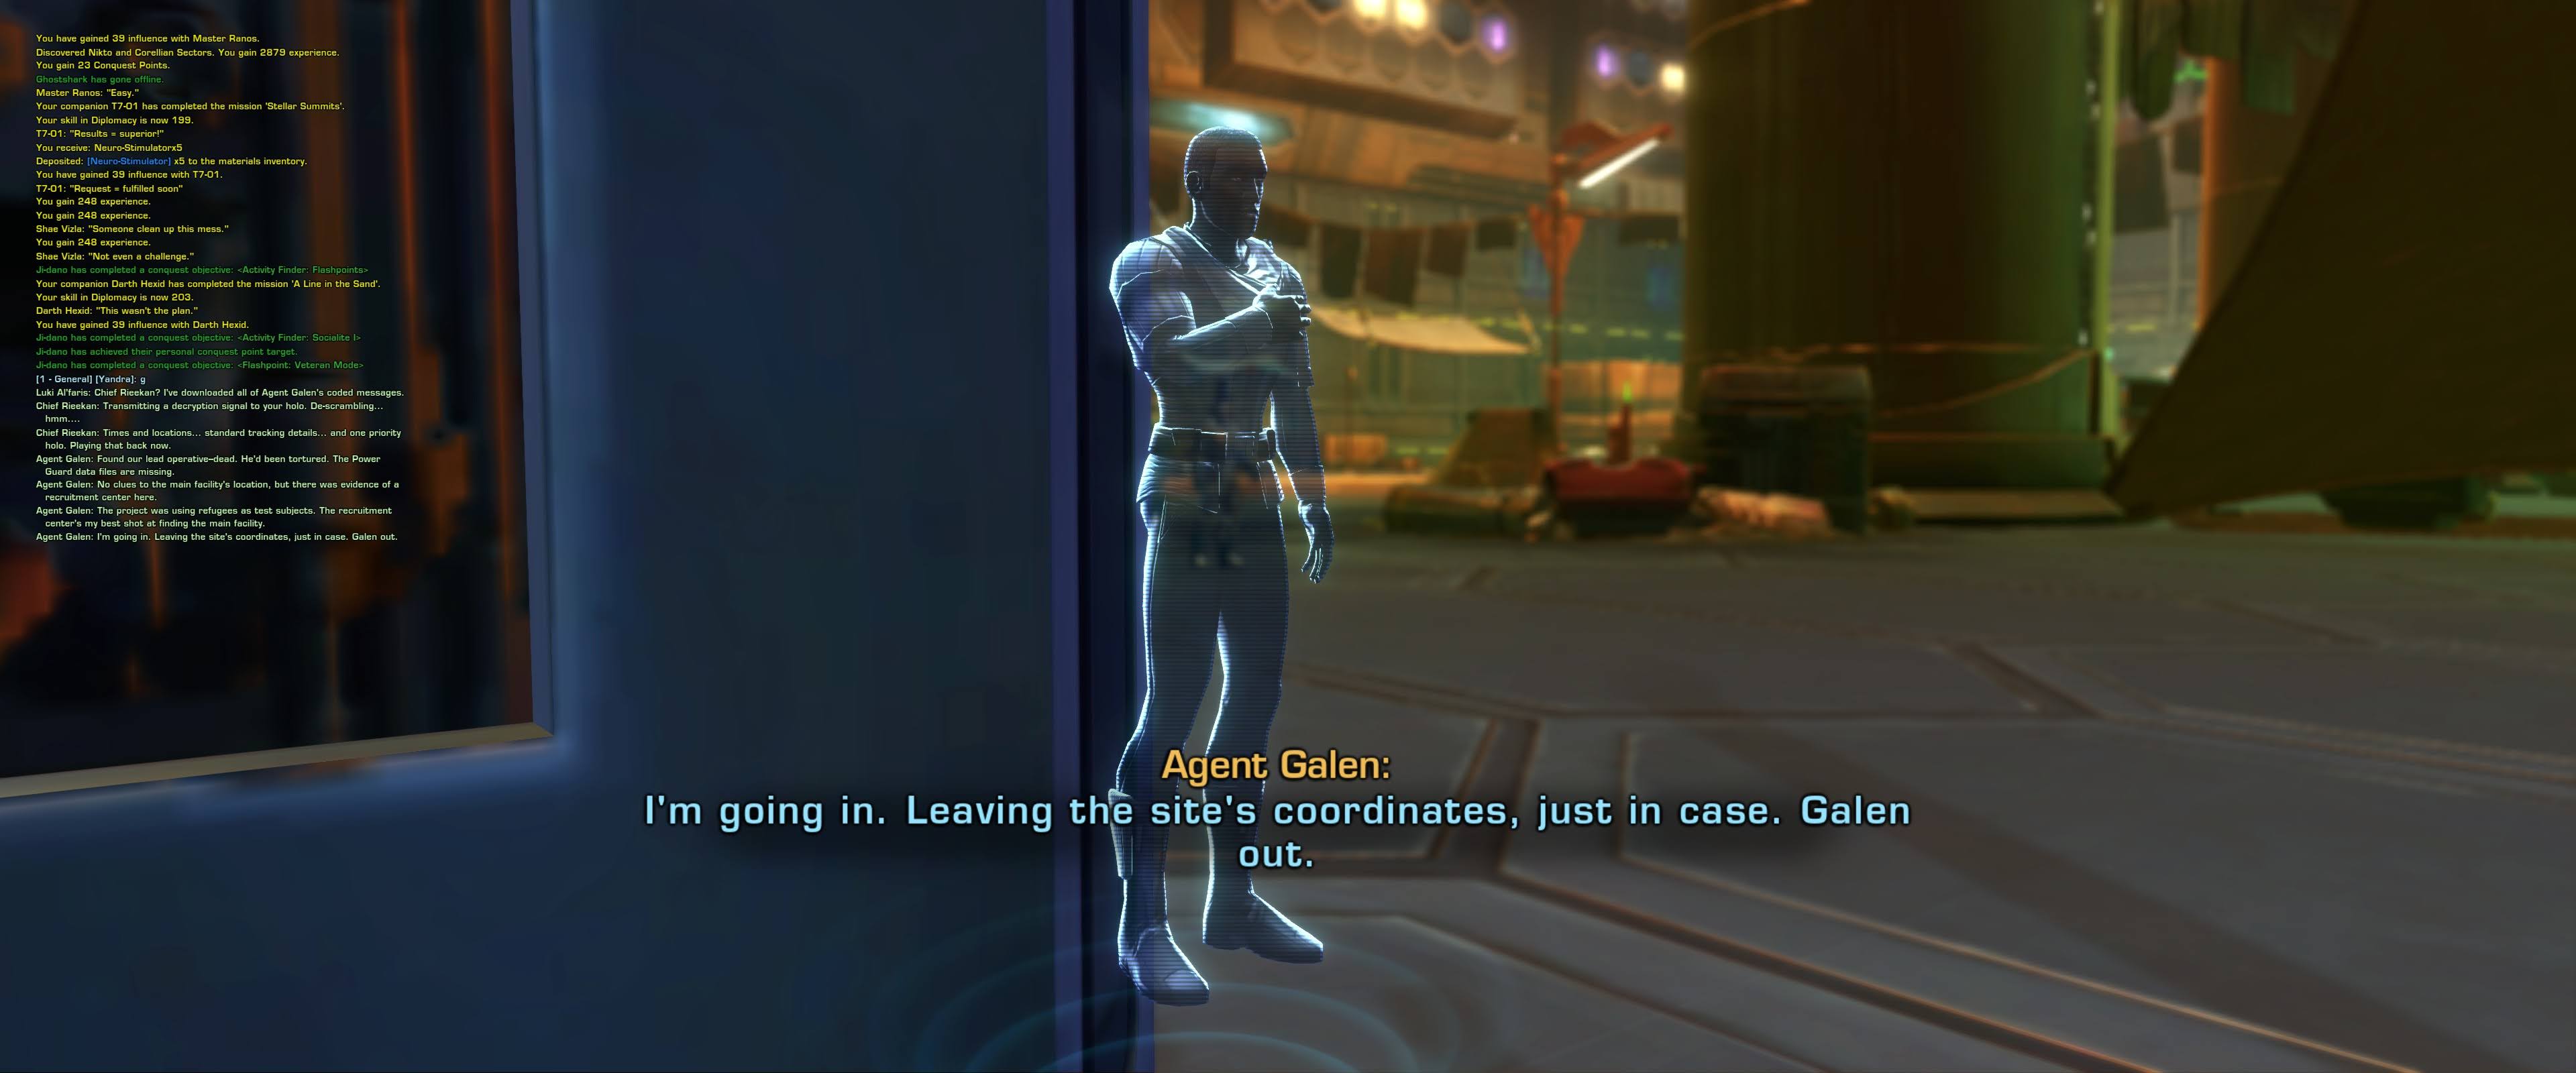 You have gained 39 influence with Master Ranos.
Discovered Nikto and Corellian Sectors. You gain 2879 experience.
You gain 23 Conquest Points.
Ghostshark has gone offline.
Master Ranos: "Easy."
Your companion T7-01 has completed the mission 'Stellar Summits'.
Your skill in Diplomacy is now 199.
T7-01: "Results = superior!"
You receive: Neuro-Stimulatorx5
Deposited: [Neuro-Stimulator] x5 to the materials inventory.
You have gained 39 influence with T7-01.
T7-01: "Request = fulfilled soon"
You gain 248 experience.
You gain 248 experience.
Shae Vizla: "Someone clean up this mess."
You gain 248 experience.
Shae Vizla: "Not even a challenge."
Ji-dano has completed a conquest objective: <Activity Finder: Flashpoints>
Your companion Darth Hexid has completed the mission 'A Line in the Sand'.
Your skill in Diplomacy is now 203.
Darth Hexid: "This wasn't the plan."
You have gained 39 influence with Darth Hexid.
Ji-dano has completed a conquest objective: <Activity Finder: Socialite I>
Ji-dano has achieved their personal conquest point target.
Ji-dano has completed a conquest objective: <Flashpoint: Veteran Mode>
[1 - General] [Yandra]: g
Luki Al'faris: Chief Rieekan? I've downloaded all of Agent Galen's coded messages.
Chief Rieekan: Transmitting a decryption signal to your holo. De-scrambling...
hmm....
Chief Rieekan: Times and locations... standard tracking details... and one priority
holo. Playing that back now.
Agent Galen: Found our lead operative–dead. He'd been tortured. The Power
Guard data files are missing.
Agent Galen: No clues to the main facility's location, but there was evidence of a
recruitment center here.
Agent Galen: The project was using refugees as test subjects. The recruitment
center's my best shot at finding the main facility.
Agent Galen: I'm going in. Leaving the site's coordinates, just in case. Galen out.
Agent Galen:
I'm going in. Leaving the site's coordinates, just in case. Galen
out.